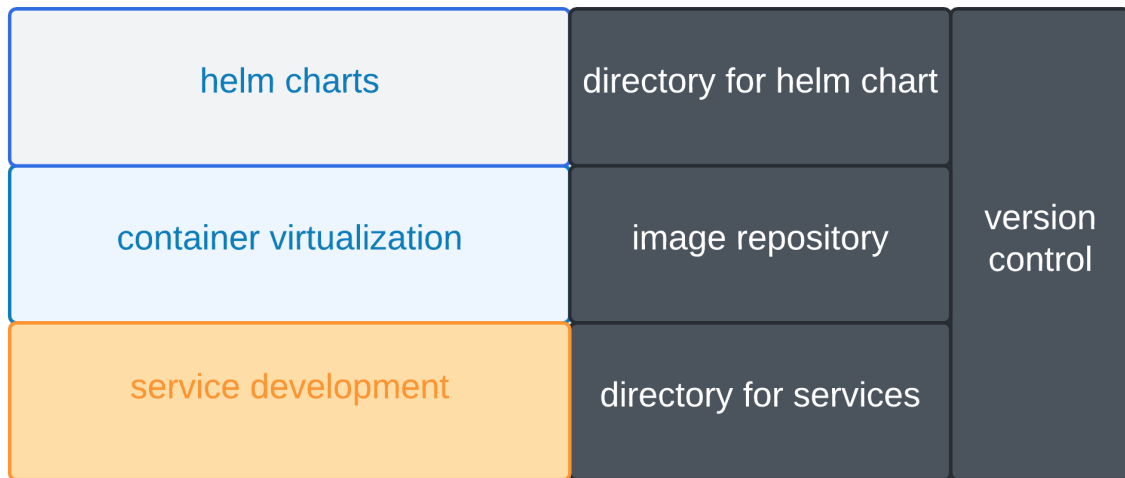 helm charts
directory for helm chart
container virtualization
image repository
version
control
service development
directory for services